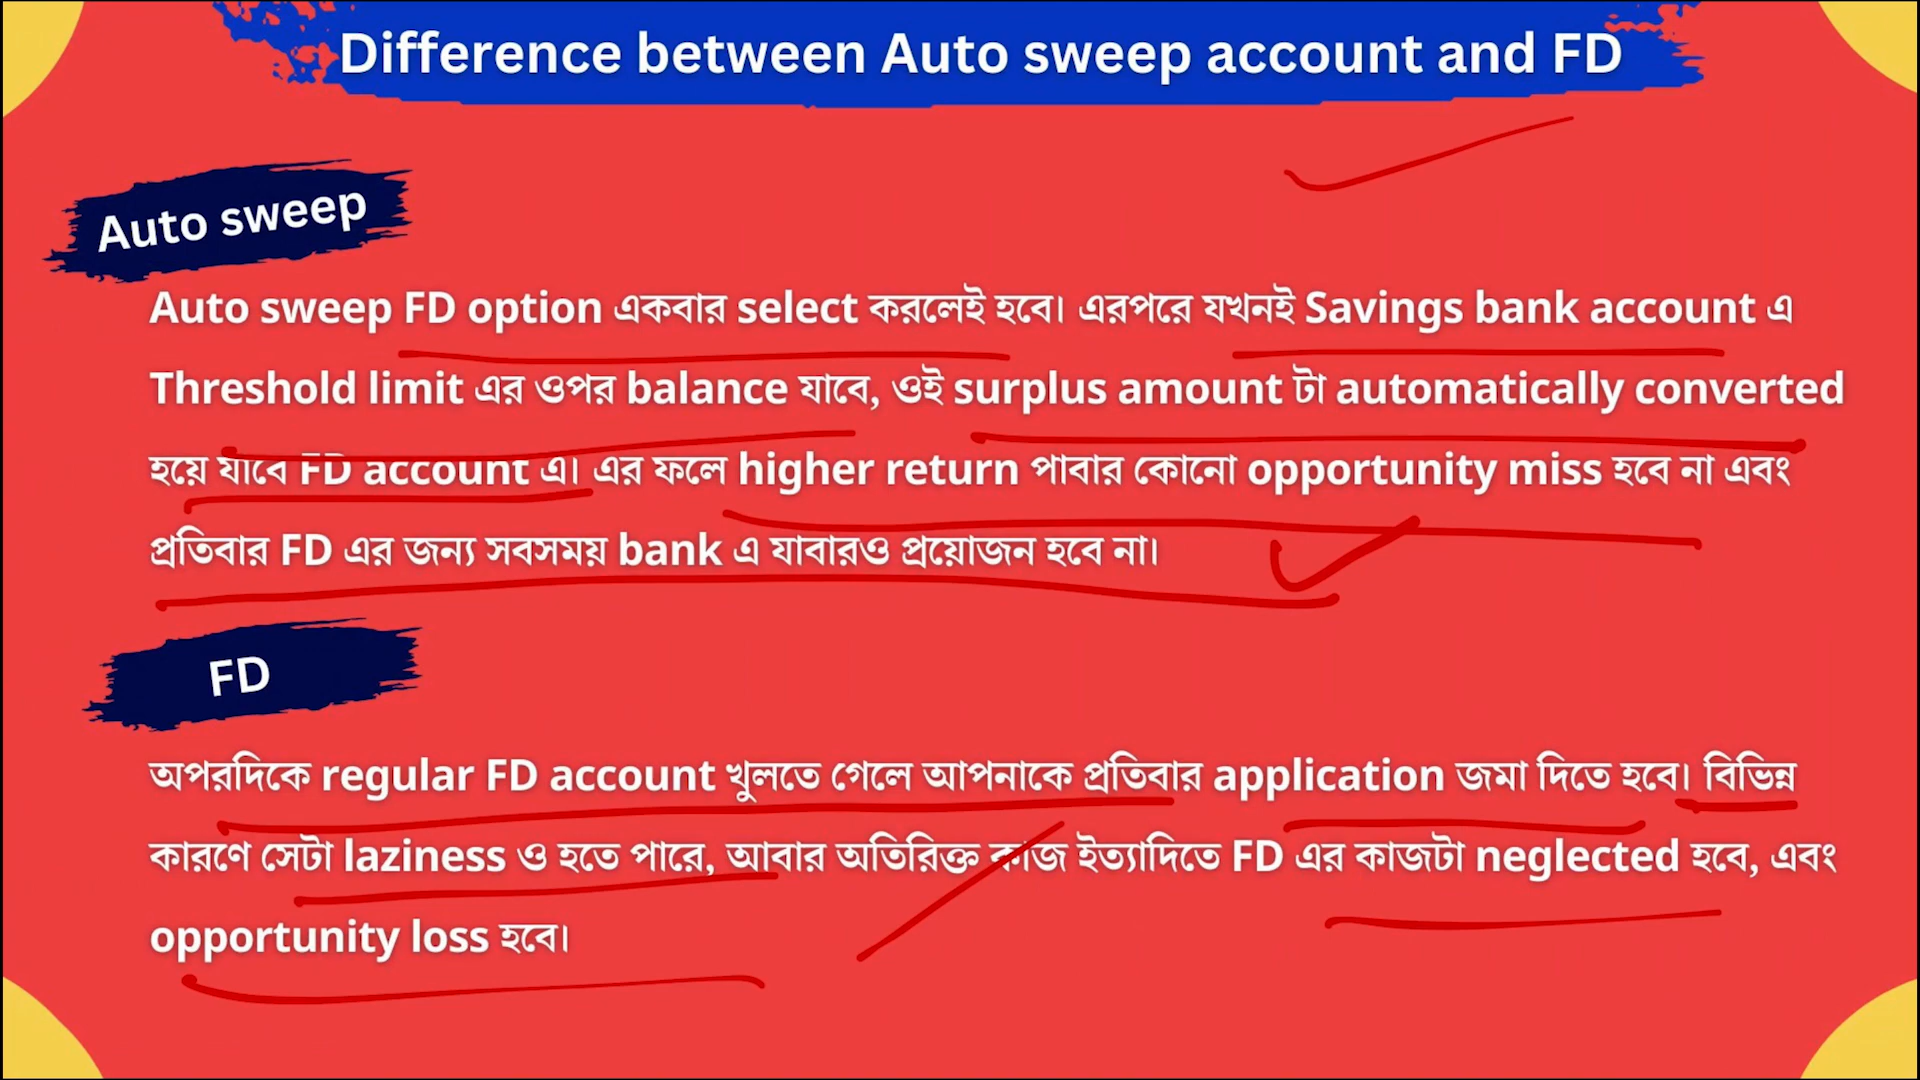 Difference between Auto sweep account and FD
Auto sweep
Auto sweep FD option একবার select করলেই হবে। এরপরে যখনই Savings bank account এ
Threshold limit এর ওপর balance যাবে, ওই surplus amount টা automatically converted
হয়ে যাবে FD account এ। এর ফলে higher return পাবার কোনো opportunity miss হবে না এবং
প্রতিবার FD এর জন্য সবসময় bank এ যাবারও প্রয়োজন হবে না।
FD
অপরদিকে regular FD account খুলতে গেলে আপনাকে প্রতিবার application জমা দিতে হবে। বিভিন্ন
কারণে সেটা laziness ও হতে পারে, আবার অতিরিক্ত কাজ ইত্যাদিতে FD এর কাজটা neglected হবে, এবং
opportunity loss হবে।